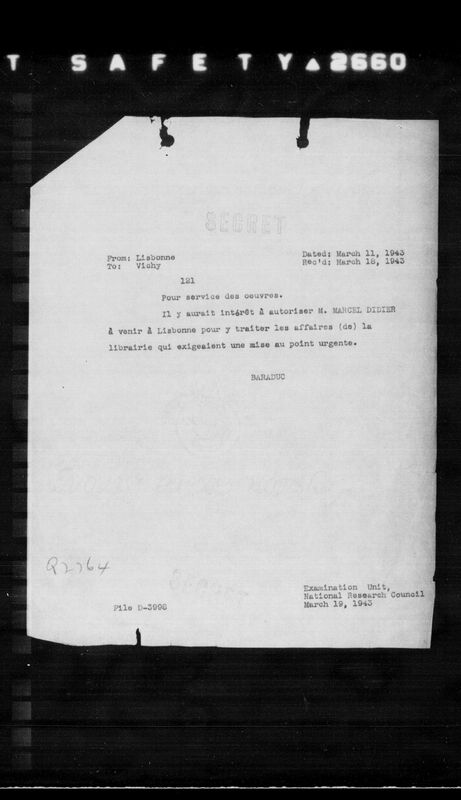 T SAFETY▲2660
SECRET
From: Lisbonne
To: Vichy
Dated: March 11, 1943
Rec'd: March 18, 1943
121
Pour service des oeuvres.
Il y aurait intérêt à autoriser M. MARCEL DIDIER
à venir à Lisbonne pour y traiter les affaires (de) la
librairie qui exigeaient une mise au point urgente.
BARADUC
Q2764
Examination Unit,
National Research Council
March 19, 1943
File D-3998